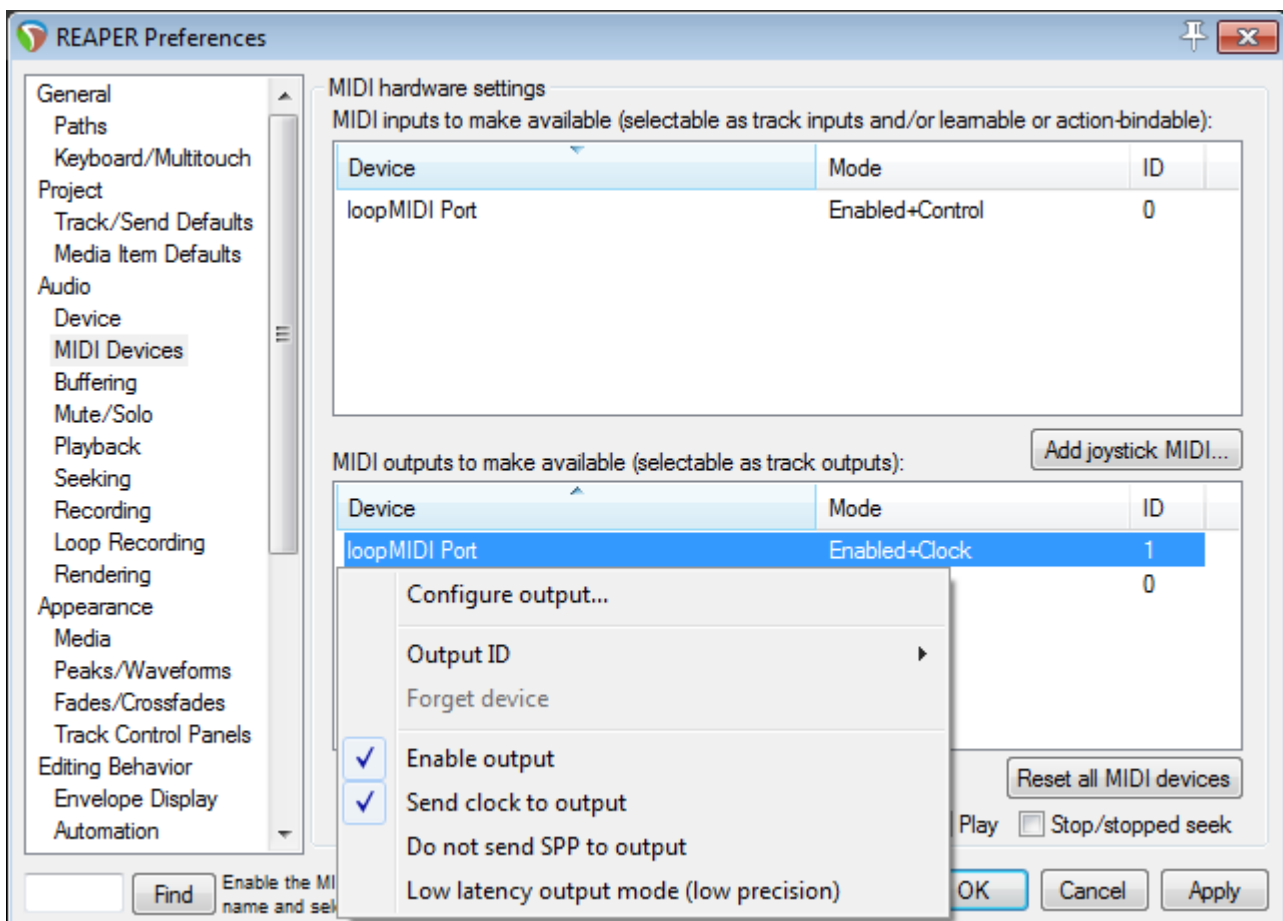 REAPER Preferences
General
Paths
Keyboard/Multitouch
Project
Track/Send Defaults
Media Item Defaults
Audio
Device
MIDI Devices
Buffering
Mute/Solo
Playback
Seeking
Recording
Loop Recording
Rendering
Appearance
Media
Peaks/Waveforms
Fades/Crossfades
Track Control Panels
Editing Behavior
Envelope Display
Automation
MIDI hardware settings
MIDI inputs to make available (selectable as track inputs and/or learnable or action-bindable):
Device Mode ID
loopMIDI Port Enabled+Control 0
Add joystick MIDI...
MIDI outputs to make available (selectable as track outputs):
Device Mode ID
loopMIDI Port Enabled+Clock 1
0
Configure output...
Output ID
Forget device
Enable output
Send clock to output
Do not send SPP to output
Low latency output mode (low precision)
Reset all MIDI devices
Play Stop/stopped seek
Find
Enable the
name and
OK Cancel Apply